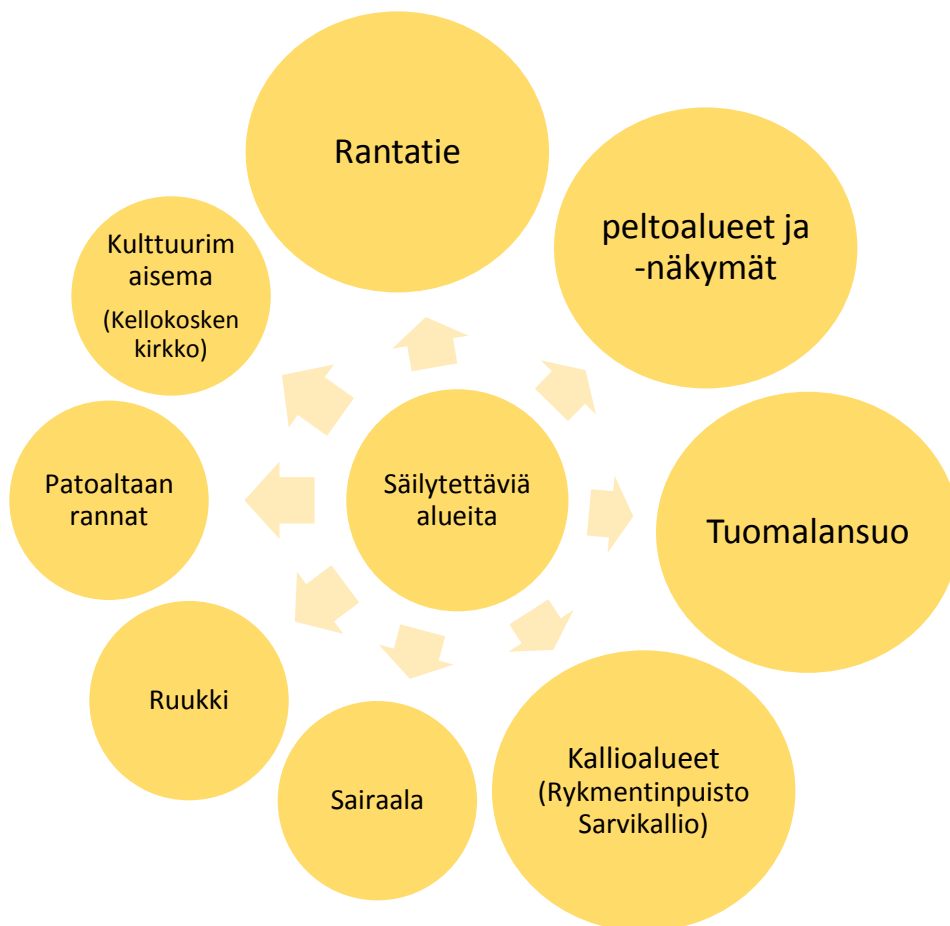 Rantatie
peltoalueet ja
-näkymät
Kulttuurim
aisema
(Kellokosken
kirkko)
Patoaltaan
rannat
Säilytettäviä
alueita
Tuomalansuo
Ruukki
Sairaala
Kallioalueet
(Rykmentinpuisto
Sarvikallio)